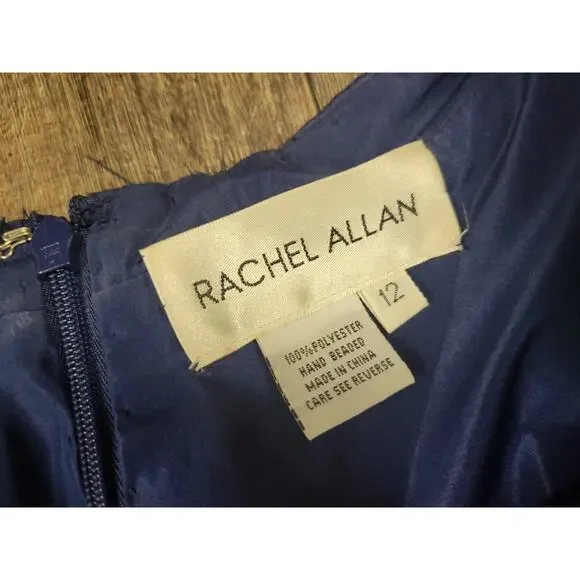 RACHEL ALLAN
12
100% POLYESTER
HAND BEADED
MADE IN CHINA
CARE SEE REVERSE